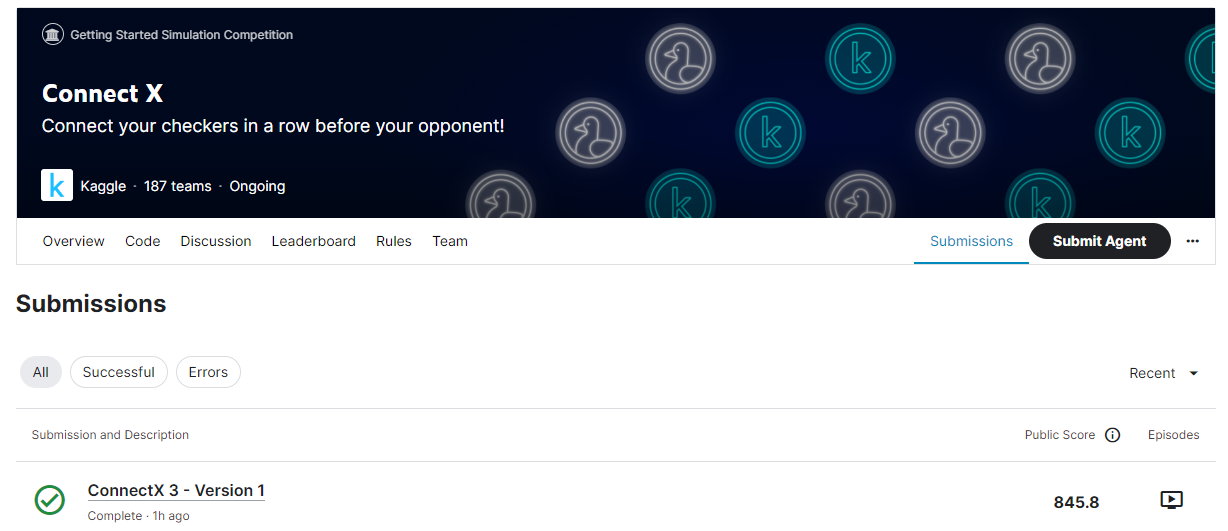 Getting Started Simulation Competition
Connect X
Connect your checkers in a row before your opponent!
k Kaggle · 187 teams · Ongoing
Overview Code Discussion Leaderboard Rules Team Submissions Submit Agent
Submissions
All Successful Errors Recent
Submission and Description Public Score Episodes
ConnectX 3 - Version 1 845.8
Complete · 1h ago